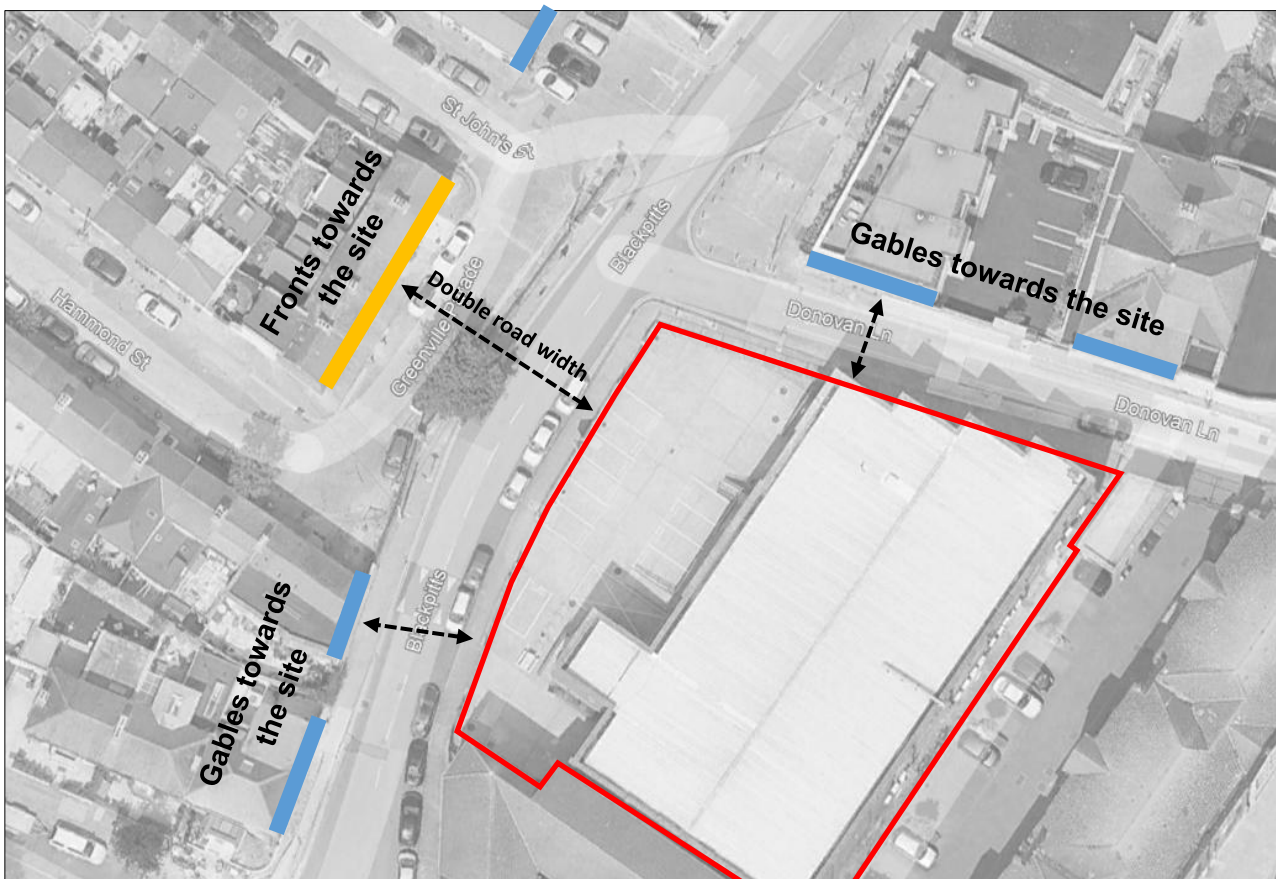 St John's St
Fronts towards
the site
Blackpitts
Gables towards the site
Double road width
Greenville Parade
Hammond St
Donovan Ln
Donovan Ln
Blackpitts
Gables towards
the site